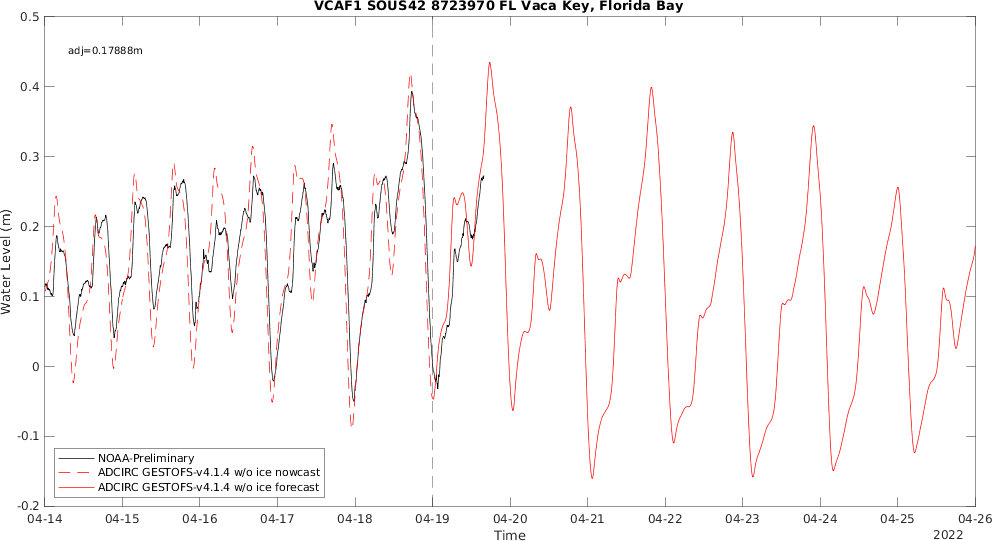 VCAF1 SOUS42 8723970 FL Vaca Key, Florida Bay
adj=0.17888m
0.5
0.4
0.3
0.2
0.1
0
-0.1
-0.2
Water Level (m)
NOAA-Preliminary
ADCIRC GESTOFS-v4.1.4 w/o ice nowcast
ADCIRC GESTOFS-v4.1.4 w/o ice forecast
04-14 04-15 04-16 04-17 04-18 04-19 04-20 04-21 04-22 04-23 04-24 04-25 04-26
Time
2022